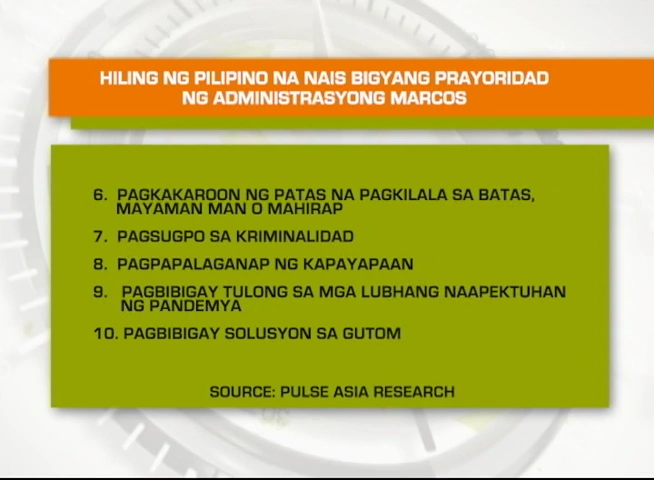 HILING NG PILIPINO NA NAIS BIGYANG PRAYORIDAD
NG ADMINISTRASYONG MARCOS
6. PAGKAKAROON NG PATAS NA PAGKILALA SA BATAS,
MAYAMAN MAN O MAHIRAP
7. PAGSUGPO SA KRIMINALIDAD
8. PAGPAPALAGANAP NG KAPAYAPAAN
9. PAGBIBIGAY TULONG SA MGA LUBHANG NAAPEKTUHAN
NG PANDEMYA
10. PAGBIBIGAY SOLUSYON SA GUTOM
SOURCE: PULSE ASIA RESEARCH